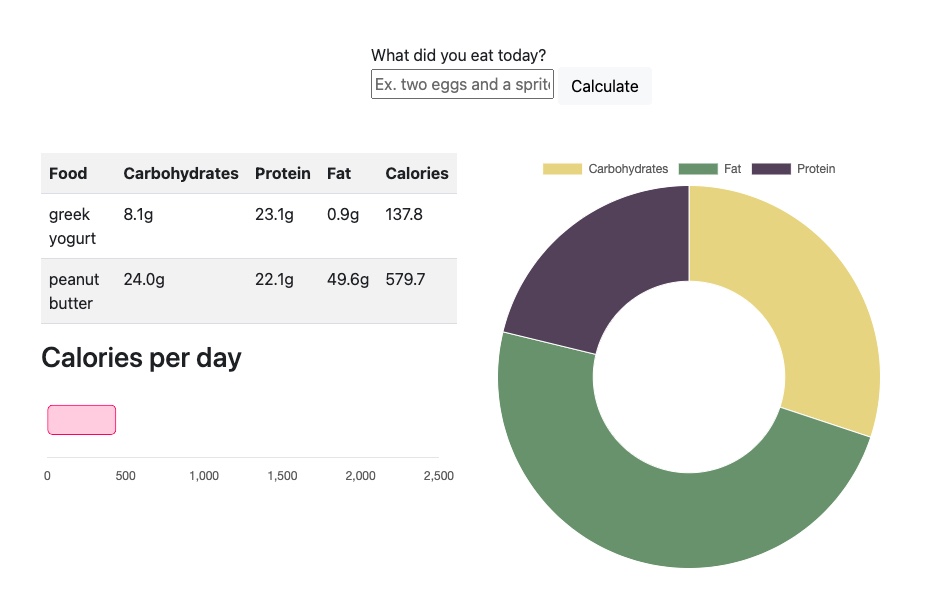 What did you eat today?
Ex. two eggs and a sprit
Calculate
Food Carbohydrates Protein Fat Calories
greek yogurt 8.1g 23.1g 0.9g 137.8
peanut butter 24.0g 22.1g 49.6g 579.7
Calories per day
0 500 1,000 1,500 2,000 2,500
Carbohydrates Fat Protein